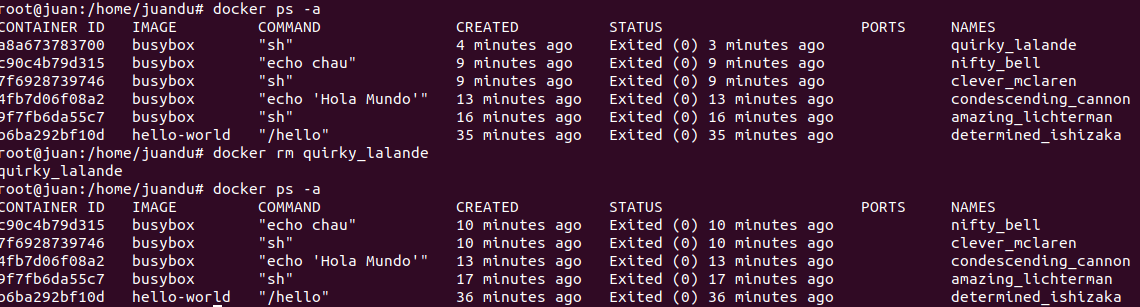 root@juan:/home/juandu# docker ps -a
CONTAINER ID   IMAGE         COMMAND                  CREATED          STATUS                      PORTS     NAMES
a8a673783700   busybox       "sh"                     4 minutes ago    Exited (0) 3 minutes ago              quirky_lalande
c90c4b79d315   busybox       "echo chau"              9 minutes ago    Exited (0) 9 minutes ago              nifty_bell
7f6928739746   busybox       "sh"                     9 minutes ago    Exited (0) 9 minutes ago              clever_mclaren
4fb7d06f08a2   busybox       "echo 'Hola Mundo'"      13 minutes ago   Exited (0) 13 minutes ago             condescending_cannon
9f7fb6da55c7   busybox       "sh"                     16 minutes ago   Exited (0) 16 minutes ago             amazing_lichterman
b6ba292bf10d   hello-world   "/hello"                 35 minutes ago   Exited (0) 35 minutes ago             determined_ishizaka
root@juan:/home/juandu# docker rm quirky_lalande
quirky_lalande
root@juan:/home/juandu# docker ps -a
CONTAINER ID   IMAGE         COMMAND                  CREATED          STATUS                      PORTS     NAMES
c90c4b79d315   busybox       "echo chau"              10 minutes ago   Exited (0) 10 minutes ago             nifty_bell
7f6928739746   busybox       "sh"                     10 minutes ago   Exited (0) 10 minutes ago             clever_mclaren
4fb7d06f08a2   busybox       "echo 'Hola Mundo'"      13 minutes ago   Exited (0) 13 minutes ago             condescending_cannon
9f7fb6da55c7   busybox       "sh"                     17 minutes ago   Exited (0) 17 minutes ago             amazing_lichterman
b6ba292bf10d   hello-world   "/hello"                 36 minutes ago   Exited (0) 36 minutes ago             determined_ishizaka